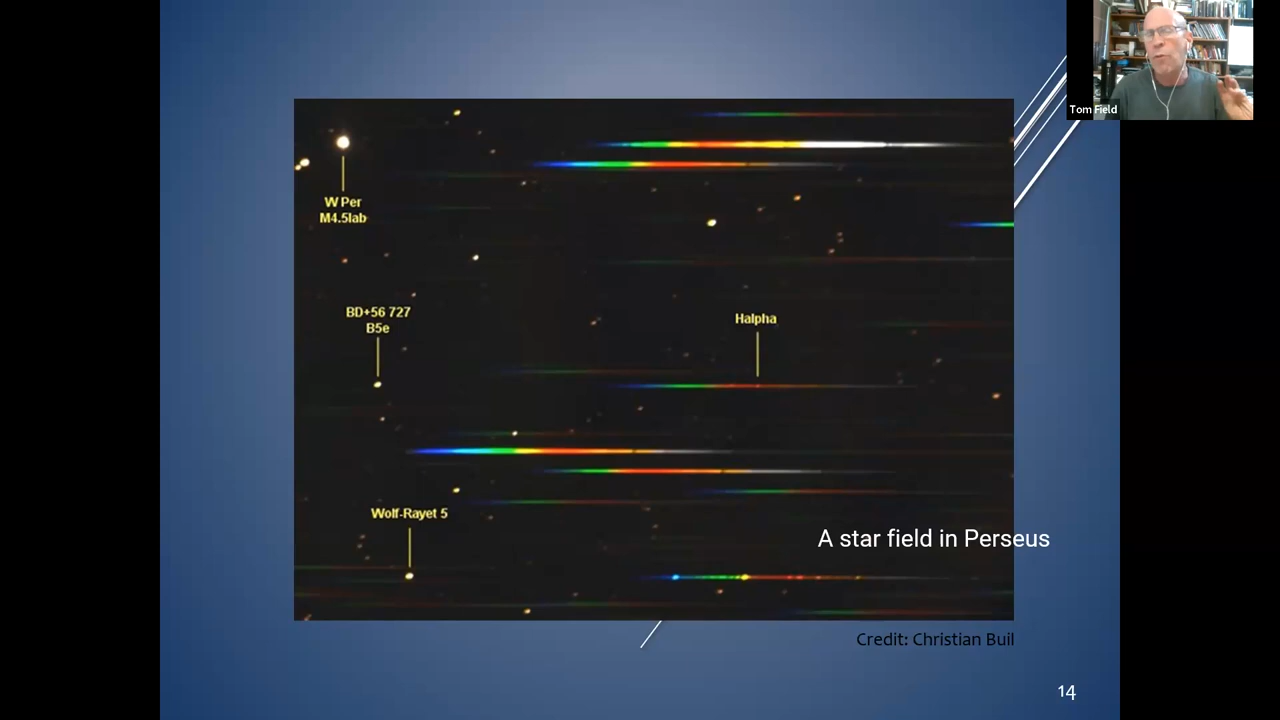 Tom Field
W Per
M4.5Iab
BD+56 727
B5e
Halpha
Wolf-Rayet 5
A star field in Perseus
Credit: Christian Buil
14